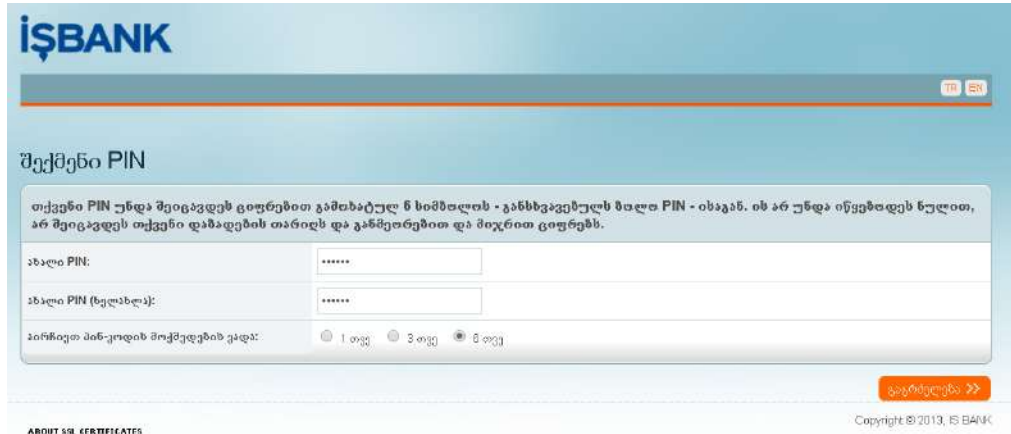 İŞBANK
TR EN
შექმენი PIN
თქვენი PIN უნდა შეიცავდეს ციფრებით გამოხატულ 6 სიმბოლოს - განსხვავებულს ბოლო PIN - ისაგან. ის არ უნდა იწყებოდეს ნულით,
არ შეიცავდეს თქვენი დაბადების თარიღს და განმეორებით და მიჯრით ციფრებს.
ახალი PIN: ••••••
ახალი PIN (ხელახლა): ••••••
აირჩიეთ პინ-კოდის მოქმედების ვადა: 1 თვე 3 თვე 6 თვე
გაგრძელება >>
Copyright © 2013, IS BANK
ABOUT SSL CERTIFICATES